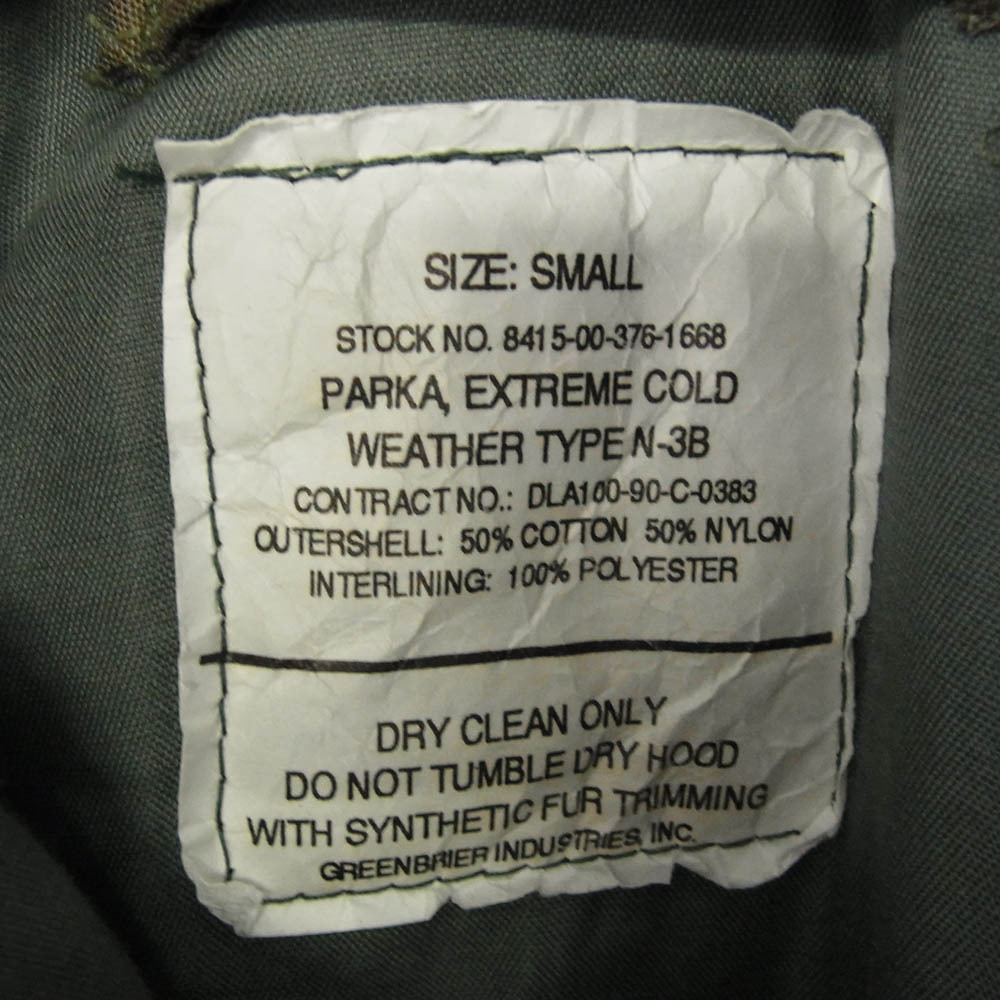 SIZE: SMALL
STOCK NO. 8415-00-376-1668
PARKA, EXTREME COLD
WEATHER TYPE N-3B
CONTRACT NO.: DLA100-90-C-0383
OUTERSHELL: 50% COTTON 50% NYLON
INTERLINING: 100% POLYESTER
DRY CLEAN ONLY
DO NOT TUMBLE DRY HOOD
WITH SYNTHETIC FUR TRIMMING
GREENBRIER INDUSTRIES, INC.